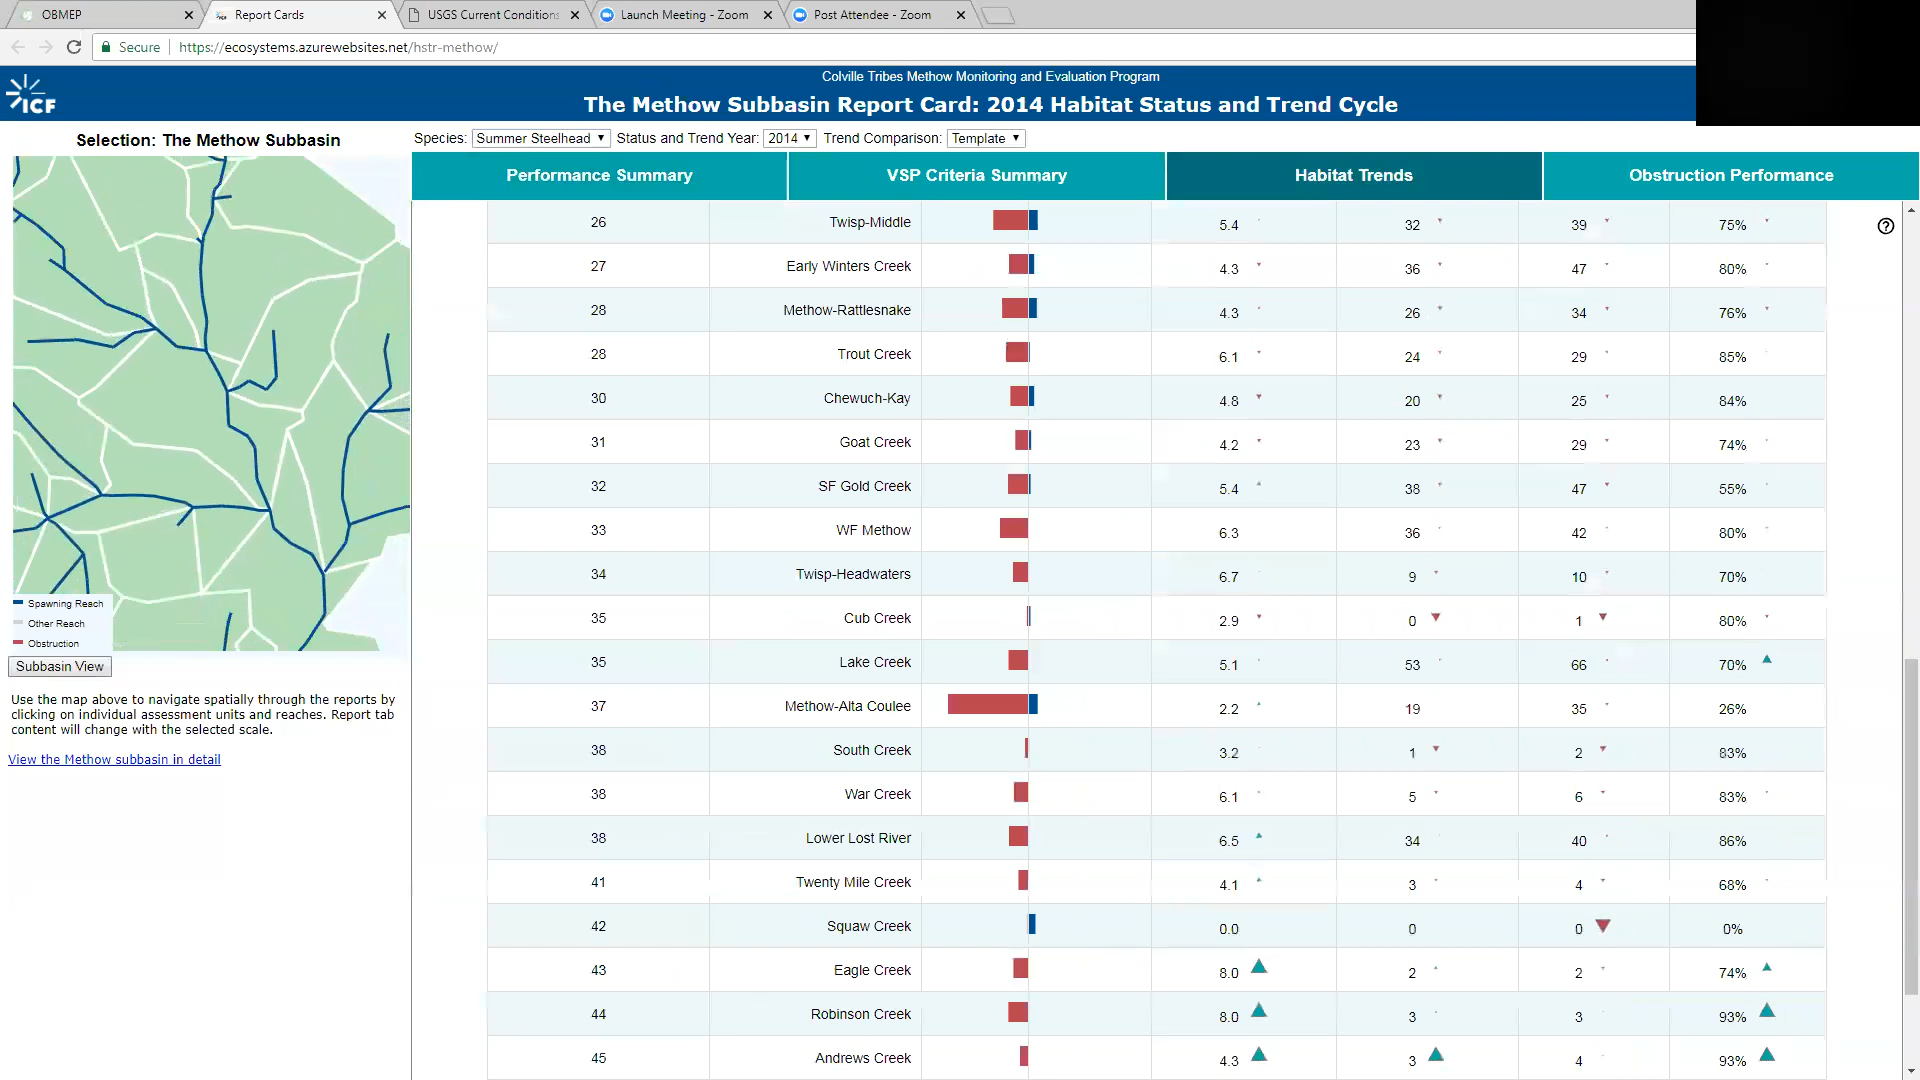 OBMEP
Report Cards
USGS Current Conditions
Launch Meeting - Zoom
Post Attendee - Zoom
Secure
https://ecosystems.azurewebsites.net/hstr-methow/
ICF
Colville Tribes Methow Monitoring and Evaluation Program
The Methow Subbasin Report Card: 2014 Habitat Status and Trend Cycle
Selection: The Methow Subbasin
Species: Summer Steelhead Status and Trend Year: 2014 Trend Comparison: Template
Performance Summary
VSP Criteria Summary
Habitat Trends
Obstruction Performance
26 Twisp-Middle 5.4 32 39 75%
27 Early Winters Creek 4.3 36 47 80%
28 Methow-Rattlesnake 4.3 26 34 76%
28 Trout Creek 6.1 24 29 85%
30 Chewuch-Kay 4.8 20 25 84%
31 Goat Creek 4.2 23 29 74%
32 SF Gold Creek 5.4 38 47 55%
33 WF Methow 6.3 36 42 80%
34 Twisp-Headwaters 6.7 9 10 70%
35 Cub Creek 2.9 0 1 80%
35 Lake Creek 5.1 53 66 70%
37 Methow-Alta Coulee 2.2 19 35 26%
38 South Creek 3.2 1 2 83%
38 War Creek 6.1 5 6 83%
38 Lower Lost River 6.5 34 40 86%
41 Twenty Mile Creek 4.1 3 4 68%
42 Squaw Creek 0.0 0 0 0%
43 Eagle Creek 8.0 2 2 74%
44 Robinson Creek 8.0 3 3 93%
45 Andrews Creek 4.3 3 4 93%
Spawning Reach
Other Reach
Obstruction
Subbasin View
Use the map above to navigate spatially through the reports by
clicking on individual assessment units and reaches. Report tab
content will change with the selected scale.
View the Methow subbasin in detail